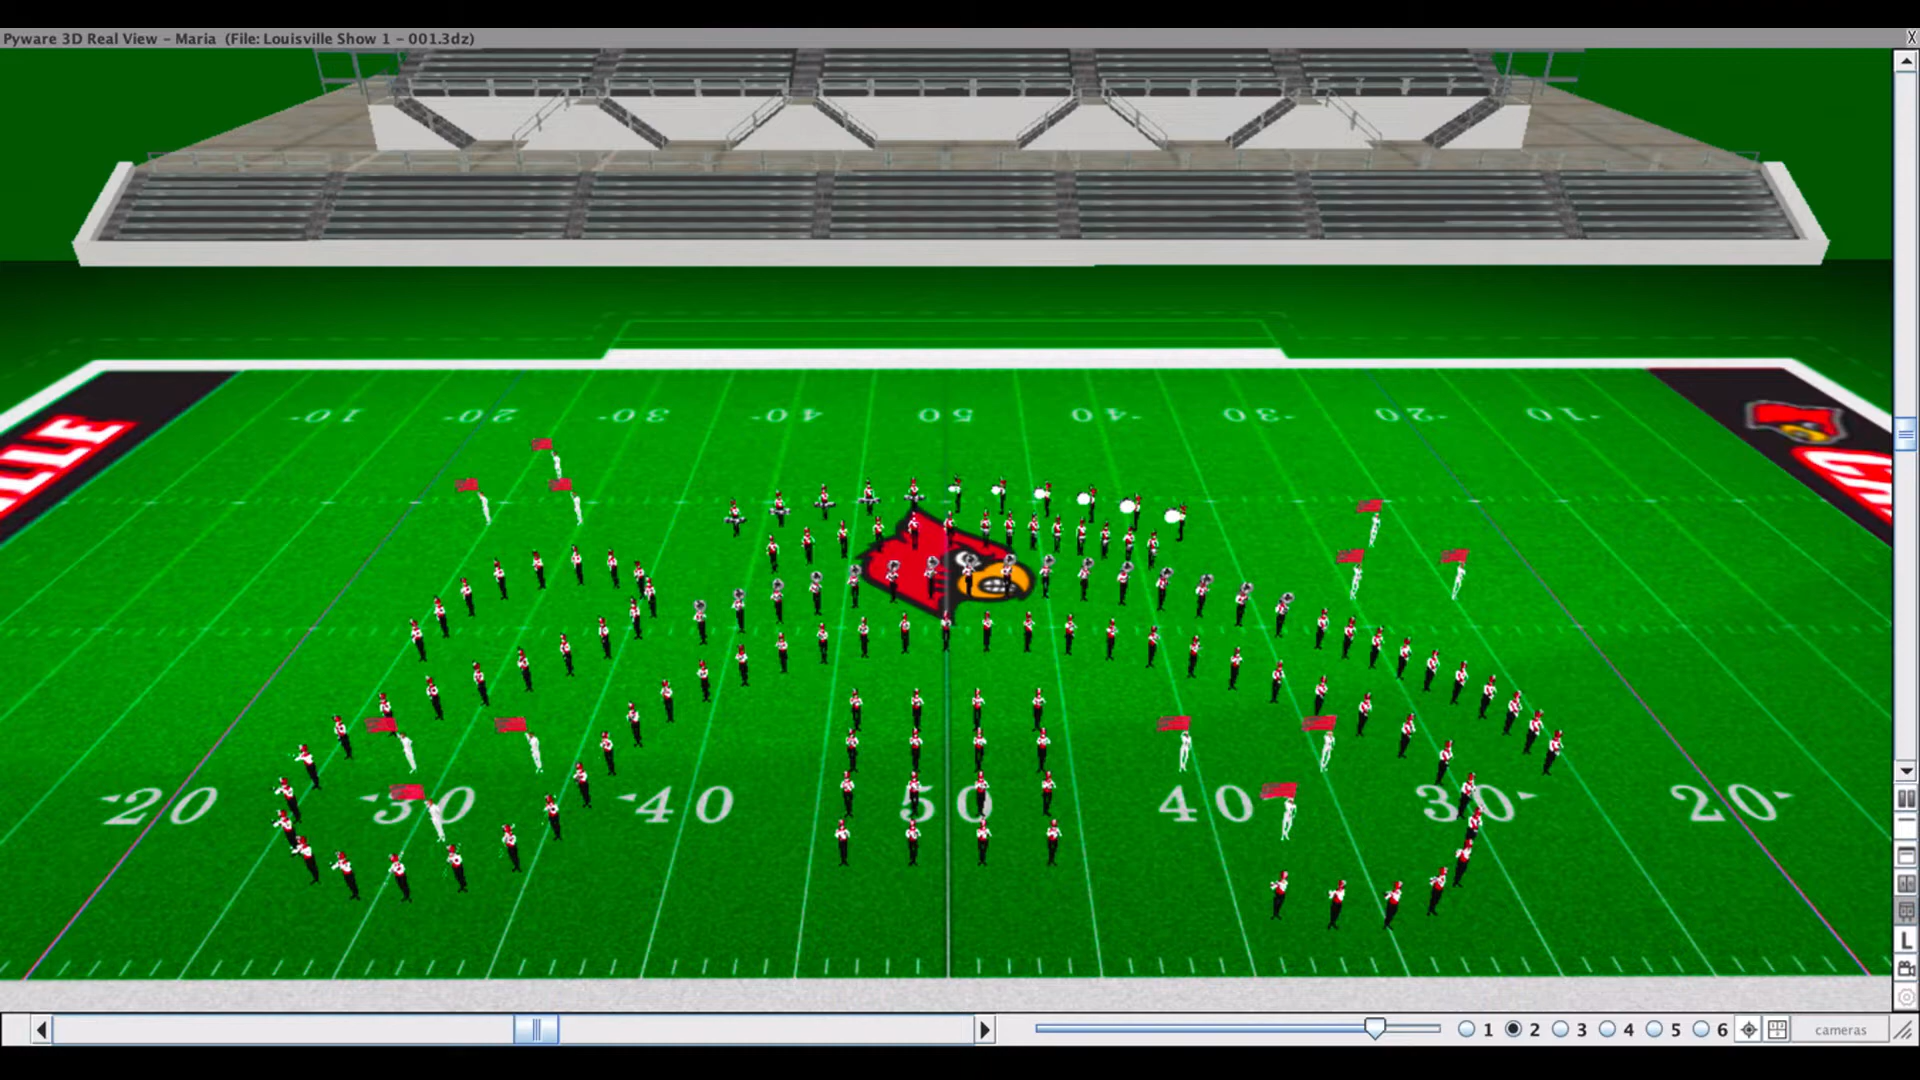 Pyware 3D Real View - Maria (File: Louisville Show 1 - 001.3dz)
X
10 20 30 40 50 40 30 20 10
20 30 40 50 40 30 20
L
1 2 3 4 5 6 cameras